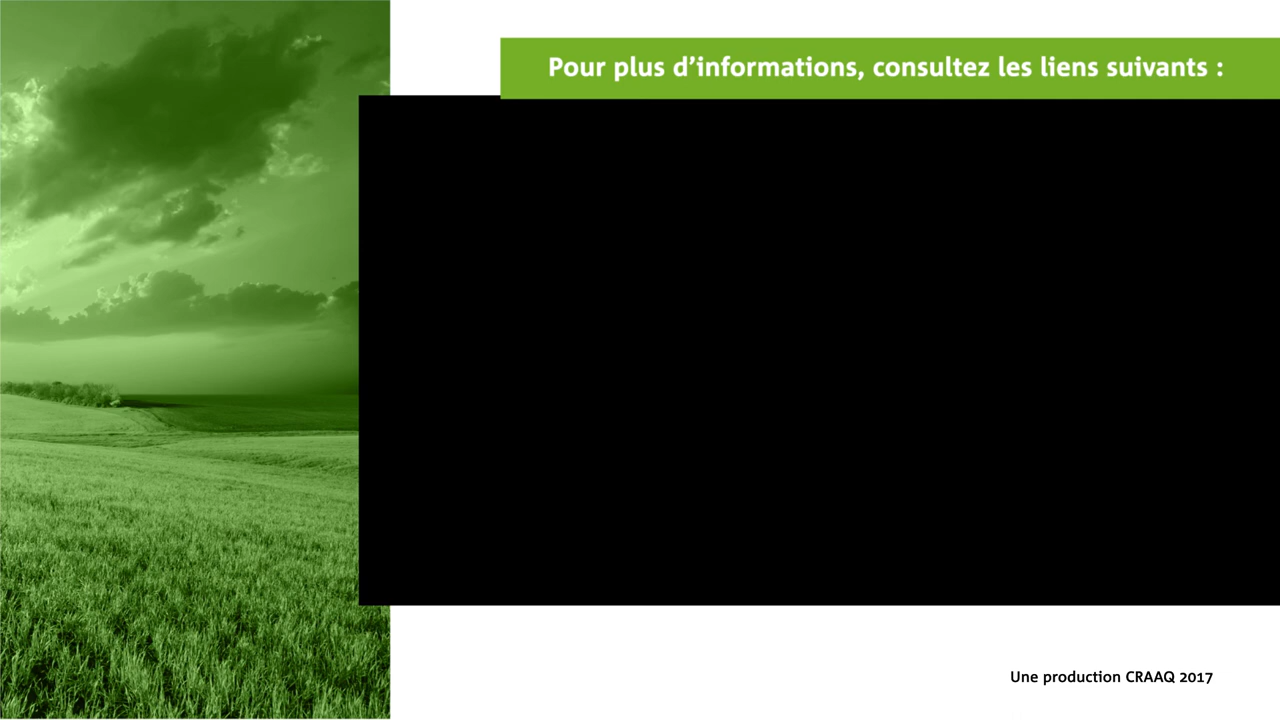 Pour plus d’informations, consultez les liens suivants :
Une production CRAAQ 2017